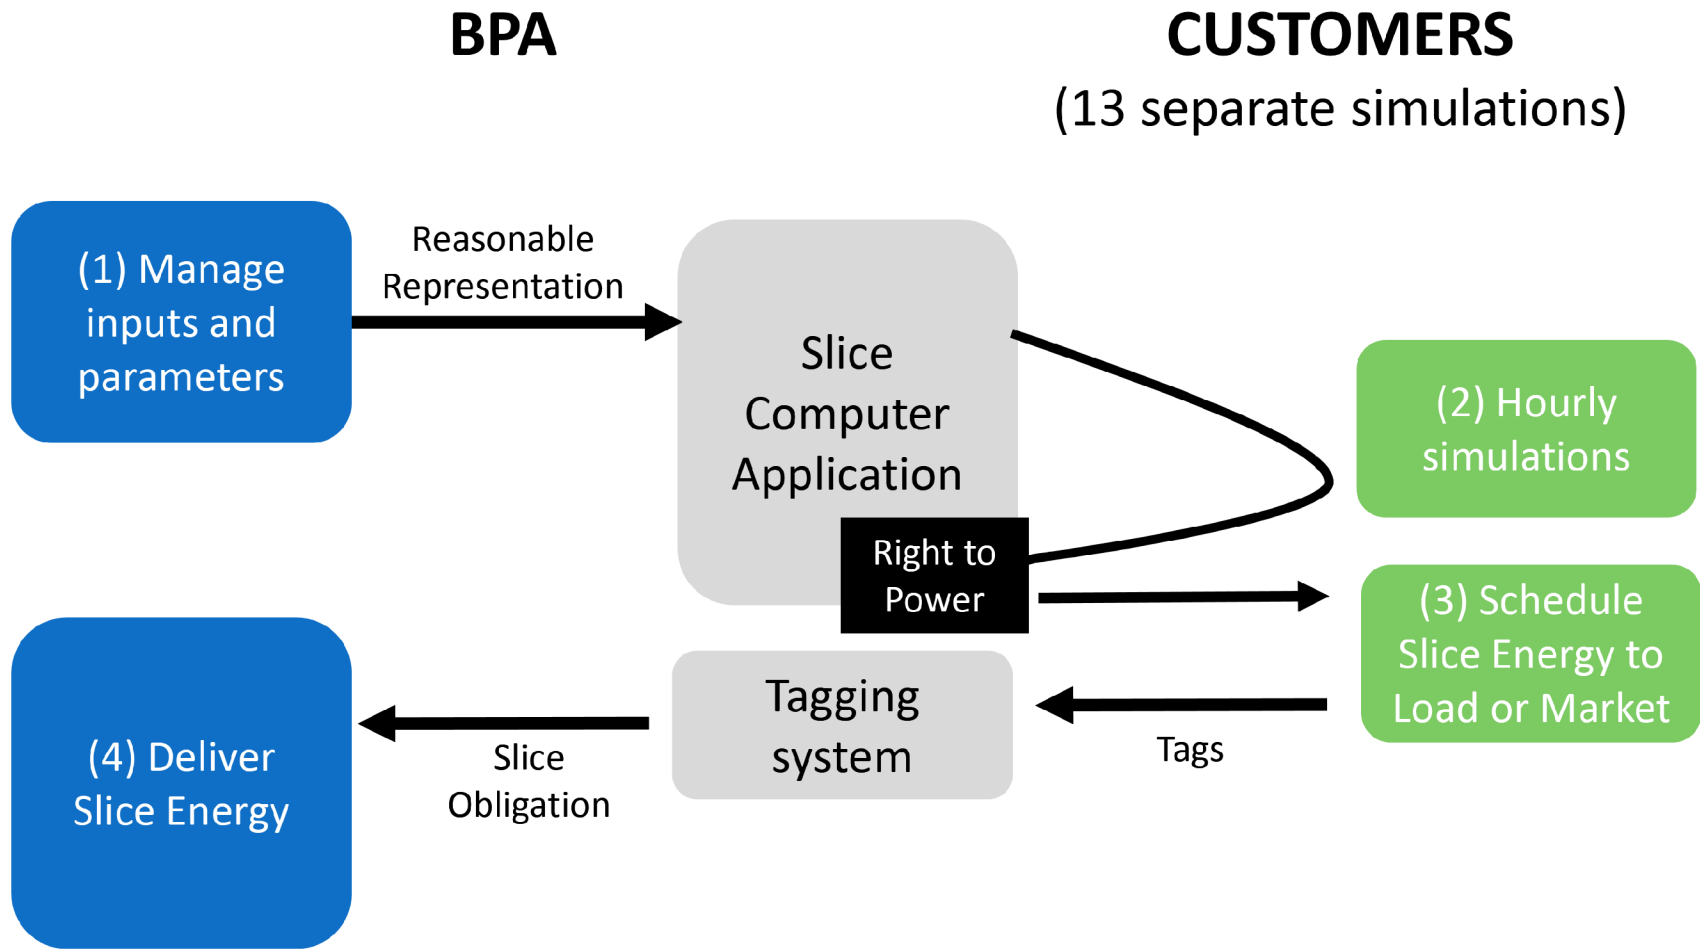 BPA
CUSTOMERS
(13 separate simulations)
(1) Manage
inputs and
parameters
Reasonable
Representation
Slice
Computer
Application
(2) Hourly
simulations
Right to
Power
(3) Schedule
Slice Energy to
Load or Market
Tags
Tagging
system
Slice
Obligation
(4) Deliver
Slice Energy